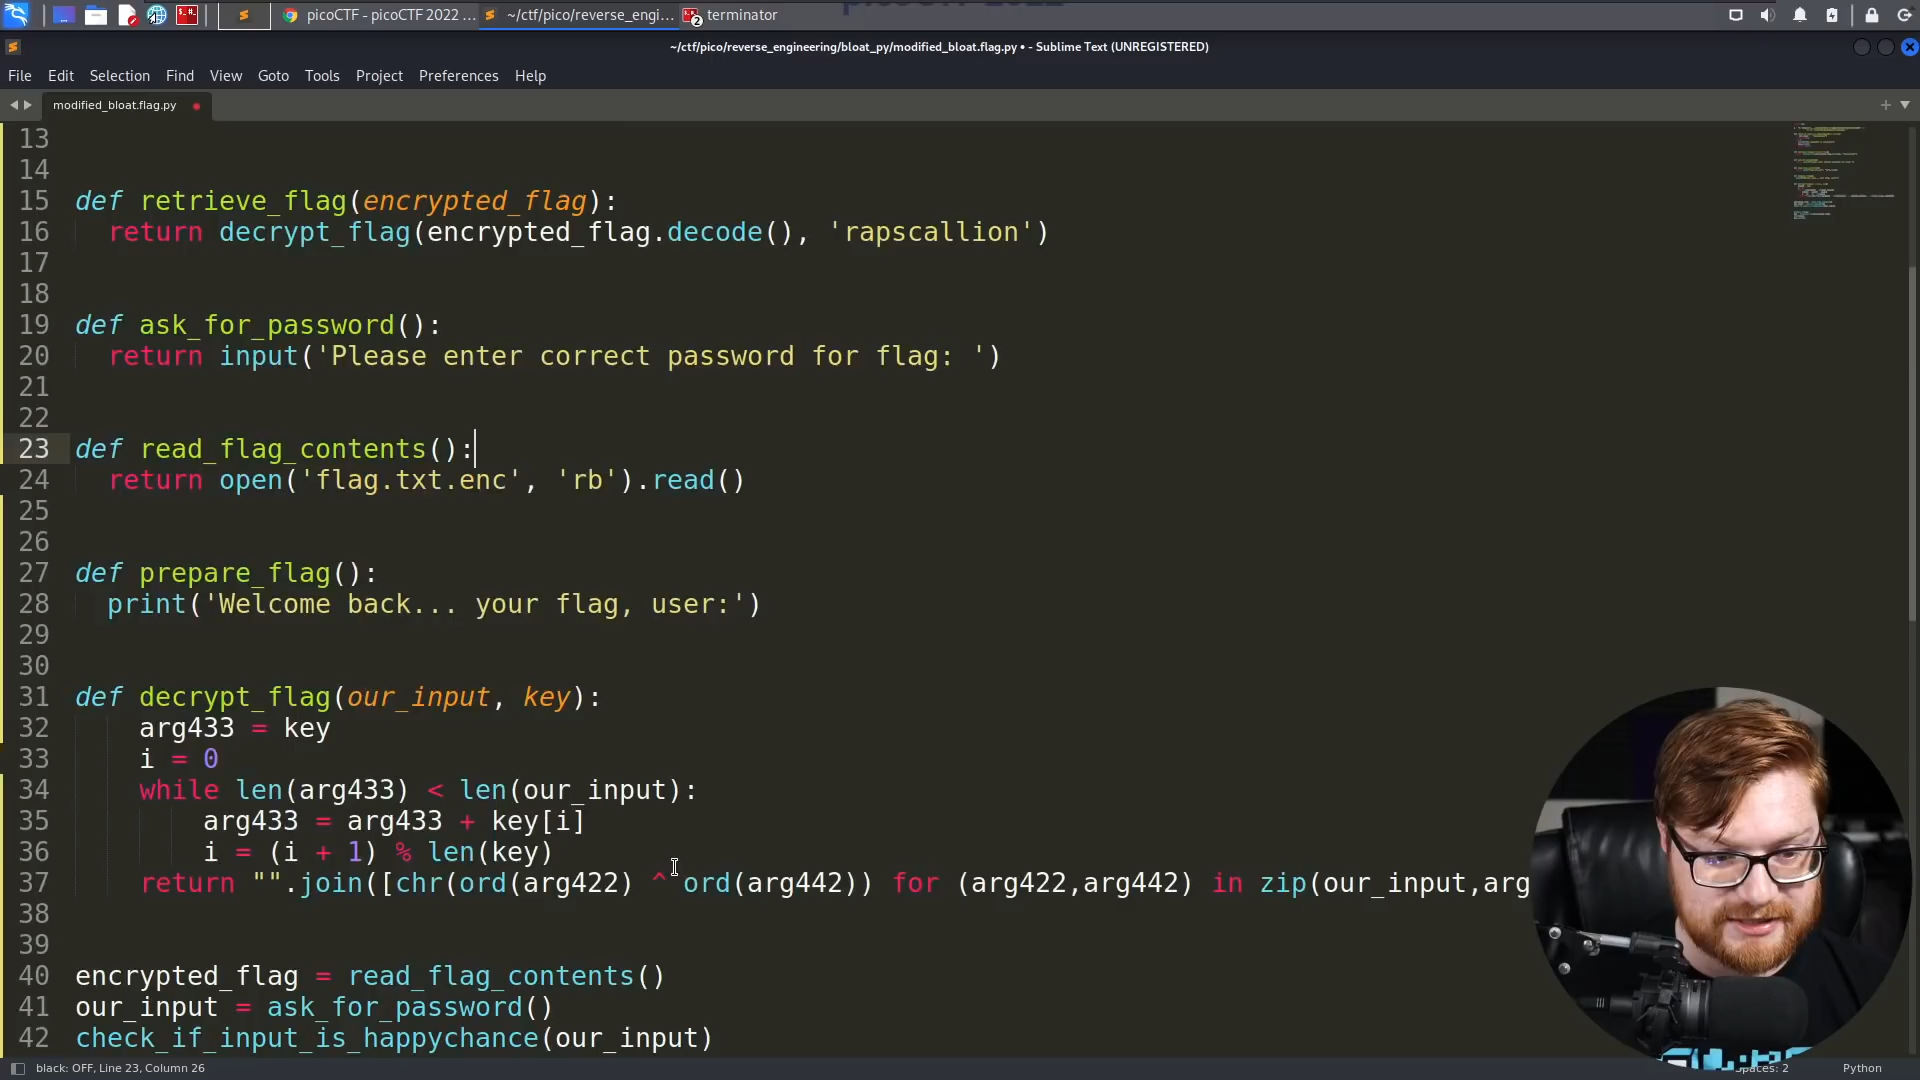 picoCTF - picoCTF 2022 ...
~/ctf/pico/reverse_engi...
2
terminator
~/ctf/pico/reverse_engineering/bloat_py/modified_bloat.flag.py • - Sublime Text (UNREGISTERED)
File Edit Selection Find View Goto Tools Project Preferences Help
modified_bloat.flag.py
13
14
15 def retrieve_flag(encrypted_flag):
16 return decrypt_flag(encrypted_flag.decode(), 'rapscallion')
17
18
19 def ask_for_password():
20 return input('Please enter correct password for flag: ')
21
22
23 def read_flag_contents():
24 return open('flag.txt.enc', 'rb').read()
25
26
27 def prepare_flag():
28 print('Welcome back... your flag, user:')
29
30
31 def decrypt_flag(our_input, key):
32 arg433 = key
33 i = 0
34 while len(arg433) < len(our_input):
35 arg433 = arg433 + key[i]
36 i = (i + 1) % len(key)
37 return "".join([chr(ord(arg422) ^ ord(arg442)) for (arg422,arg442) in zip(our_input,arg
38
39
40 encrypted_flag = read_flag_contents()
41 our_input = ask_for_password()
42 check_if_input_is_happychance(our_input)
black: OFF, Line 23, Column 26
Spaces: 2
Python